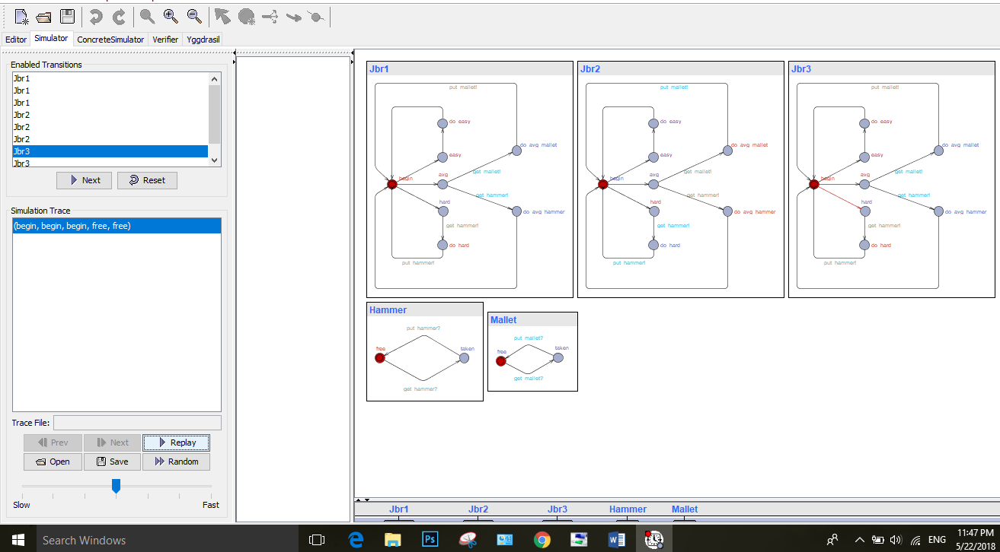 Editor Simulator ConcreteSimulator Verifier Yggdrasil
Enabled Transitions
Jbr1
Jbr1
Jbr1
Jbr2
Jbr2
Jbr2
Jbr3
Jbr3
Next Reset
Simulation Trace
(begin, begin, begin, free, free)
Trace File:
Prev Next Replay
Open Save Random
Slow Fast
Jbr1
put mallet!
do easy
do avg mallet
easy
get mallet!
avg
begin
get hammer!
hard
do avg hammer
get hammer!
do hard
put hammer!
Jbr2
put mallet!
do easy
do avg mallet
easy
get mallet!
avg
begin
get hammer!
hard
do avg hammer
get hammer!
do hard
put hammer!
Jbr3
put mallet!
do easy
do avg mallet
easy
get mallet!
avg
begin
get hammer!
hard
do avg hammer
get hammer!
do hard
put hammer!
Hammer
put hammer?
free taken
get hammer?
Mallet
put mallet?
free taken
get mallet?
Jbr1 Jbr2 Jbr3 Hammer Mallet
Search Windows
Ps
ENG
11:47 PM
5/22/2018